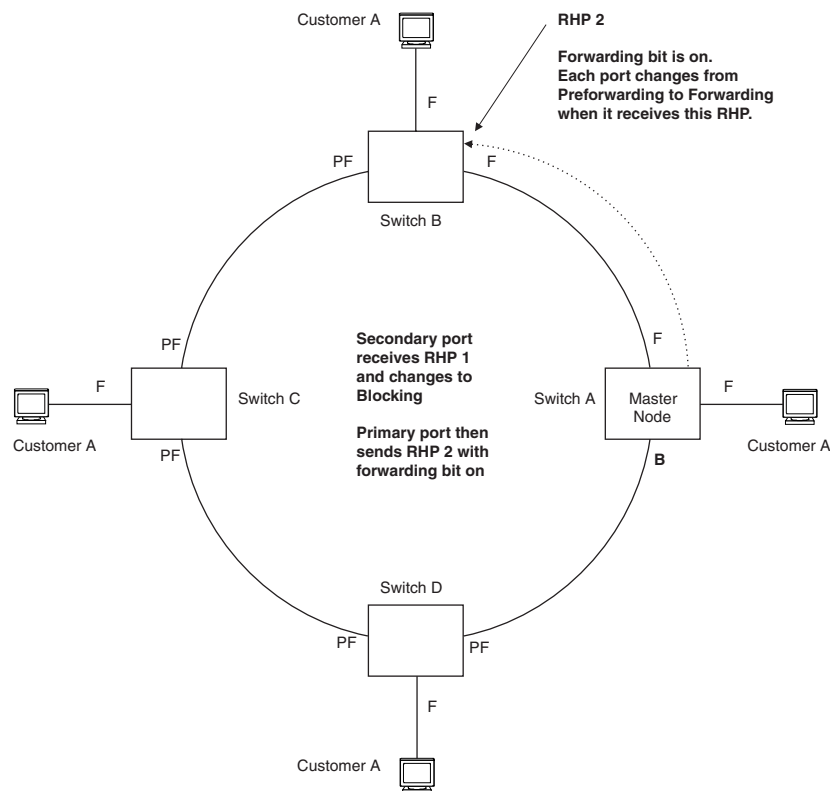 Customer A
RHP 2
Forwarding bit is on.
Each port changes from
Preforwarding to Forwarding
when it receives this RHP.
F
PF
F
Switch B
Secondary port
receives RHP 1
and changes to
Blocking
Primary port then
sends RHP 2 with
forwarding bit on
PF
F
F
Switch C
Switch A
Master
Node
F
Customer A
PF
B
Customer A
Switch D
PF
PF
F
Customer A